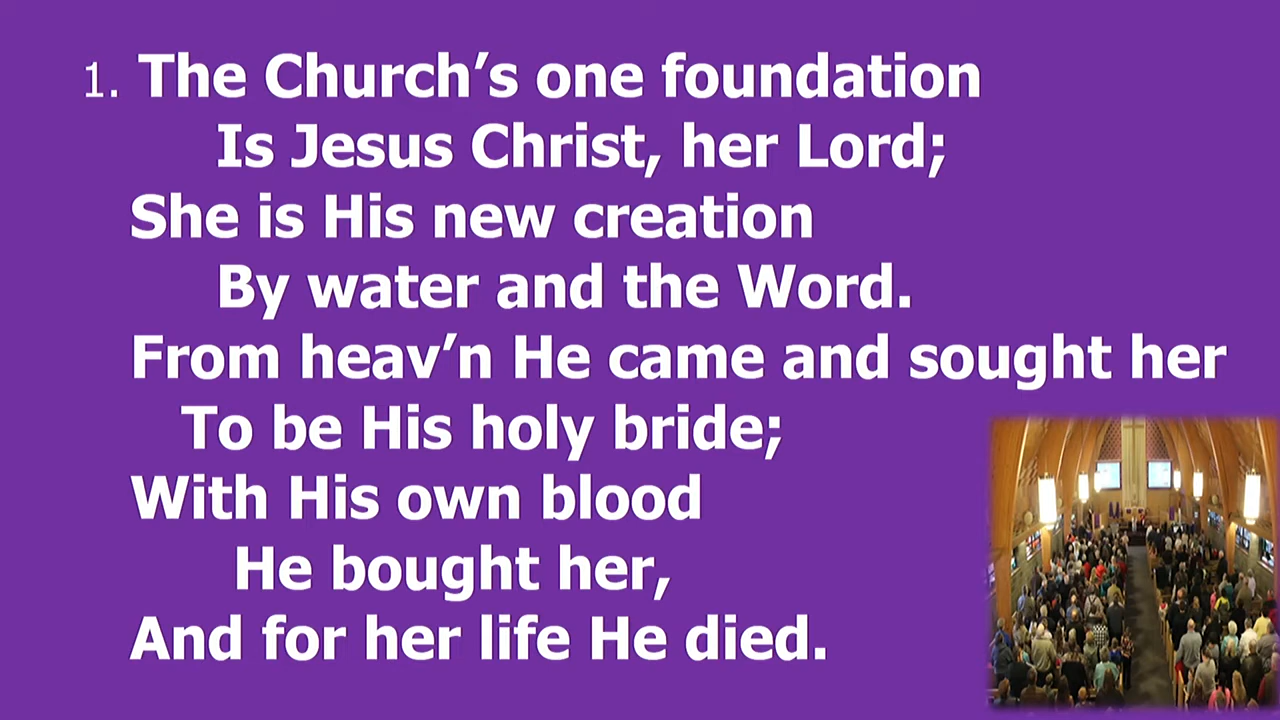 1. The Church’s one foundation
Is Jesus Christ, her Lord;
She is His new creation
By water and the Word.
From heav’n He came and sought her
To be His holy bride;
With His own blood
He bought her,
And for her life He died.